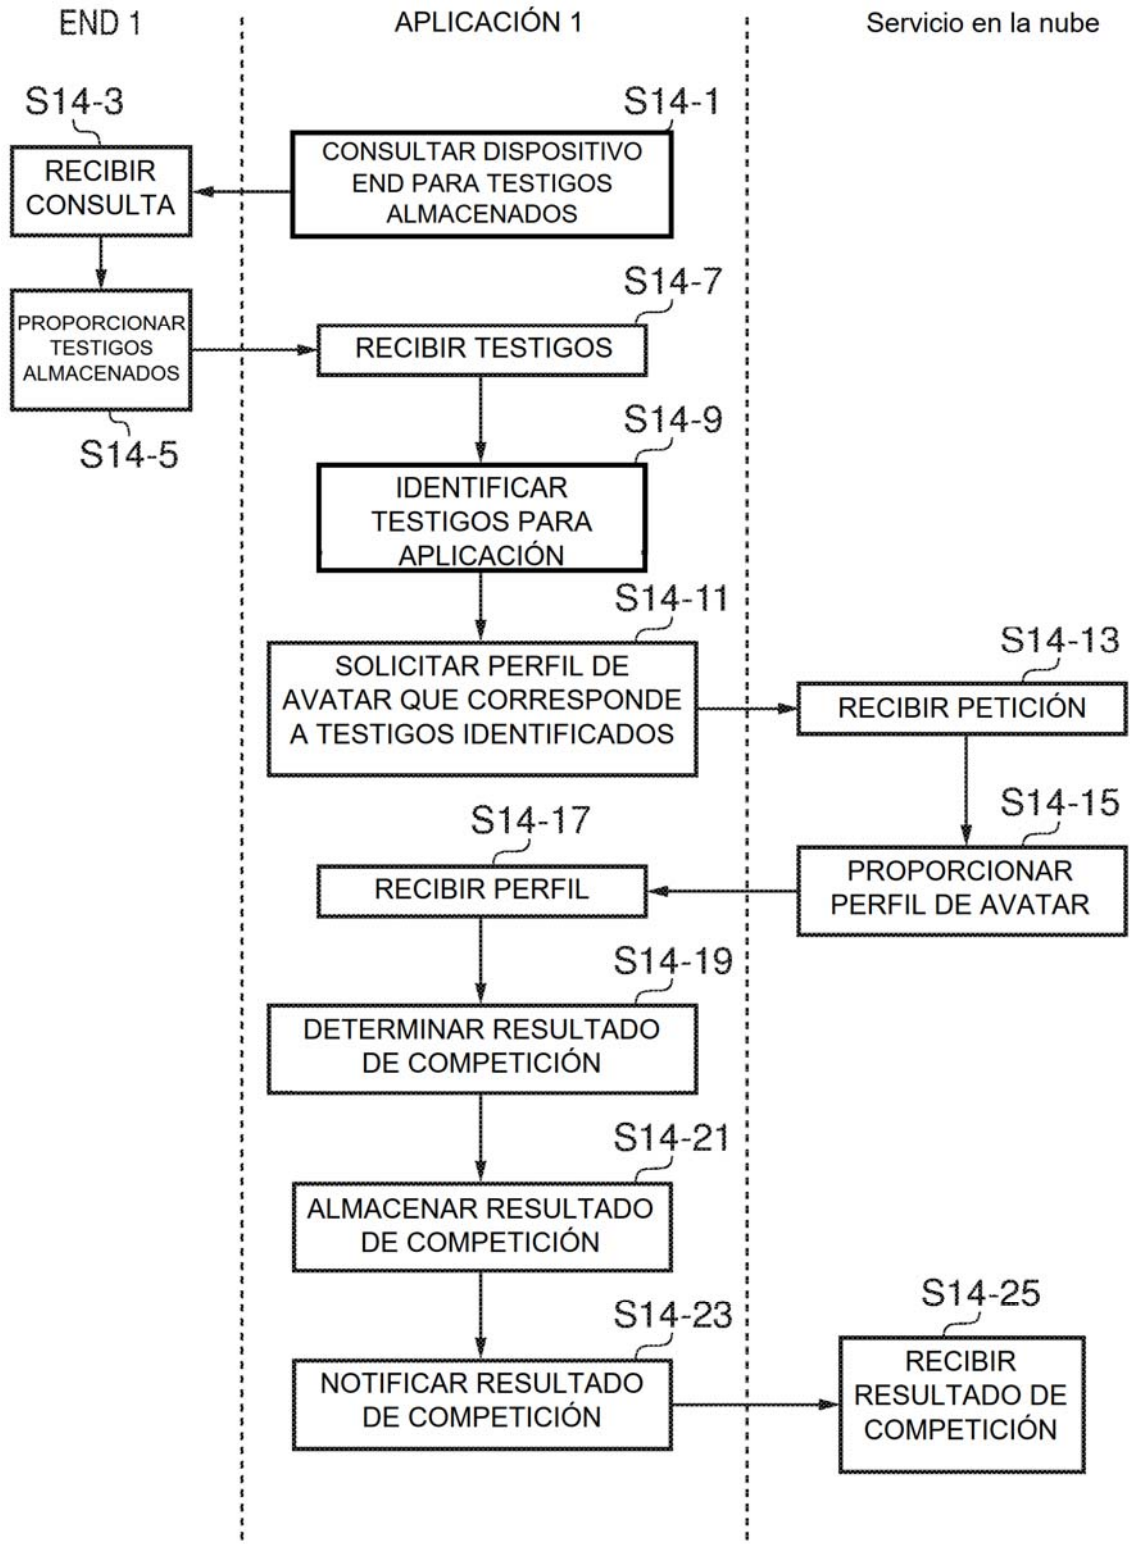 END 1
APLICACIÓN 1
Servicio en la nube
S14-1
CONSULTAR DISPOSITIVO
END PARA TESTIGOS
ALMACENADOS
S14-3
RECIBIR
CONSULTA
PROPORCIONAR
TESTIGOS
ALMACENADOS
S14-5
S14-7
RECIBIR TESTIGOS
S14-9
IDENTIFICAR
TESTIGOS PARA
APLICACIÓN
S14-11
SOLICITAR PERFIL DE
AVATAR QUE CORRESPONDE
A TESTIGOS IDENTIFICADOS
S14-13
RECIBIR PETICIÓN
S14-15
PROPORCIONAR
PERFIL DE AVATAR
S14-17
RECIBIR PERFIL
S14-19
DETERMINAR RESULTADO
DE COMPETICIÓN
S14-21
ALMACENAR RESULTADO
DE COMPETICIÓN
S14-23
NOTIFICAR RESULTADO
DE COMPETICIÓN
S14-25
RECIBIR
RESULTADO DE
COMPETICIÓN